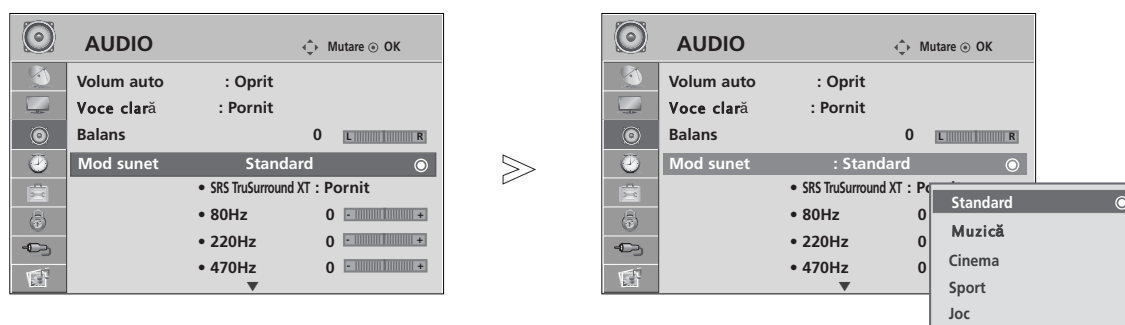 AUDIO Mutare OK
Volum auto : Oprit
Voce clară : Pornit
Balans 0 L R
Mod sunet Standard
• SRS TruSurround XT : Pornit
• 80Hz 0 - +
• 220Hz 0 - +
• 470Hz 0 - +
AUDIO Mutare OK
Volum auto : Oprit
Voce clară : Pornit
Balans 0 L R
Mod sunet : Standard
• SRS TruSurround XT :
• 80Hz 0
• 220Hz 0
• 470Hz 0
Standard
Muzică
Cinema
Sport
Joc